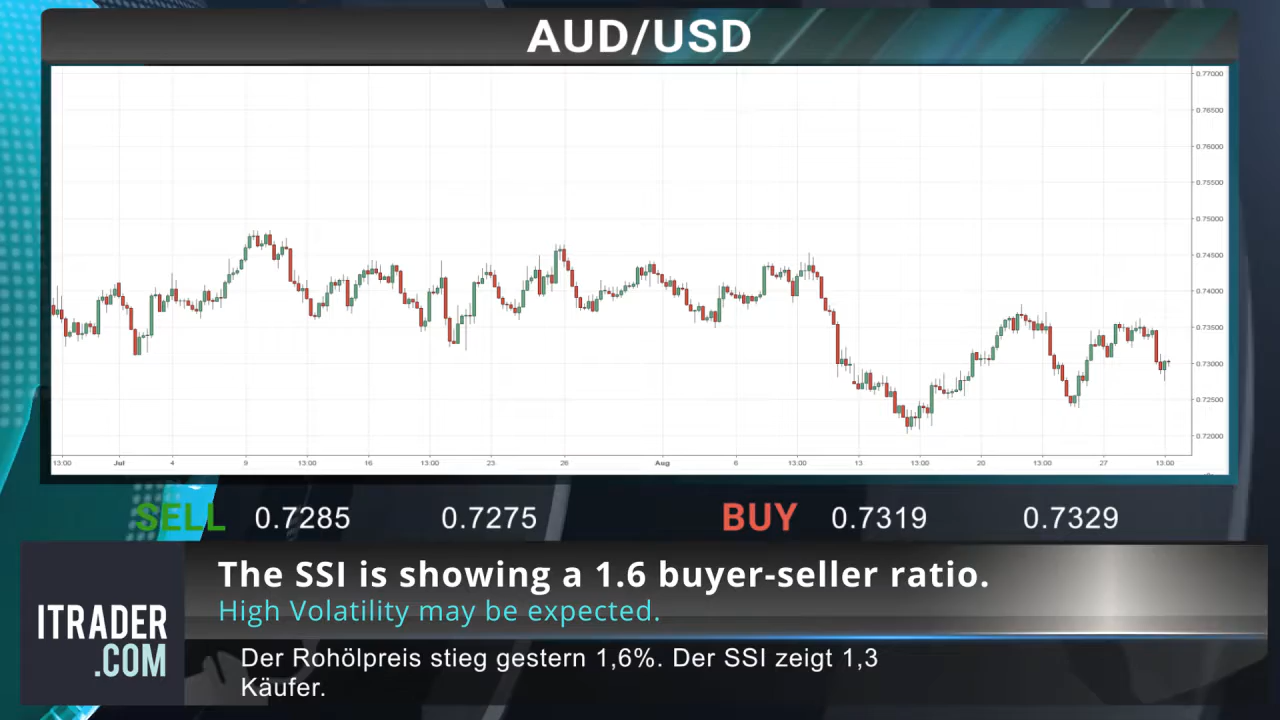 AUD/USD
0.77000
0.76500
0.76000
0.75500
0.75000
0.74500
0.74000
0.73500
0.73000
0.72500
0.72000
13:00 Jul 4 9 13:00 16 13:00 23 26 Aug 6 13:00 13 13:00 20 13:00 27 13:00
SELL 0.7285 0.7275 BUY 0.7319 0.7329
The SSI is showing a 1.6 buyer-seller ratio.
High Volatility may be expected.
ITRADER
.COM
Der Rohölpreis stieg gestern 1,6%. Der SSI zeigt 1,3
Käufer.